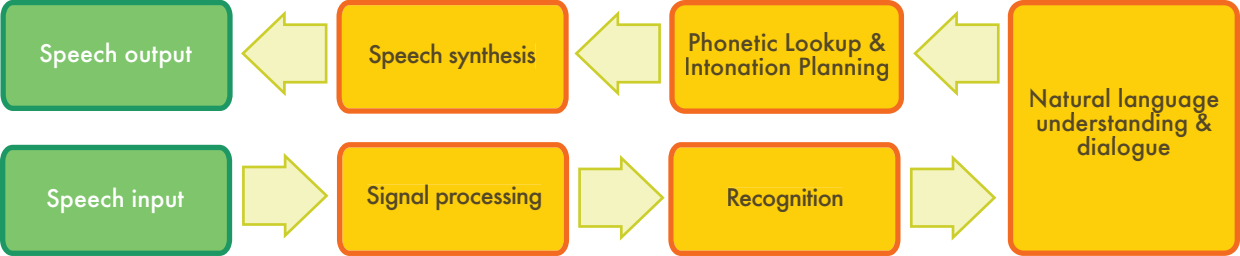 Speech output
Speech synthesis
Phonetic Lookup &
Intonation Planning
Natural language
understanding &
dialogue
Speech input
Signal processing
Recognition